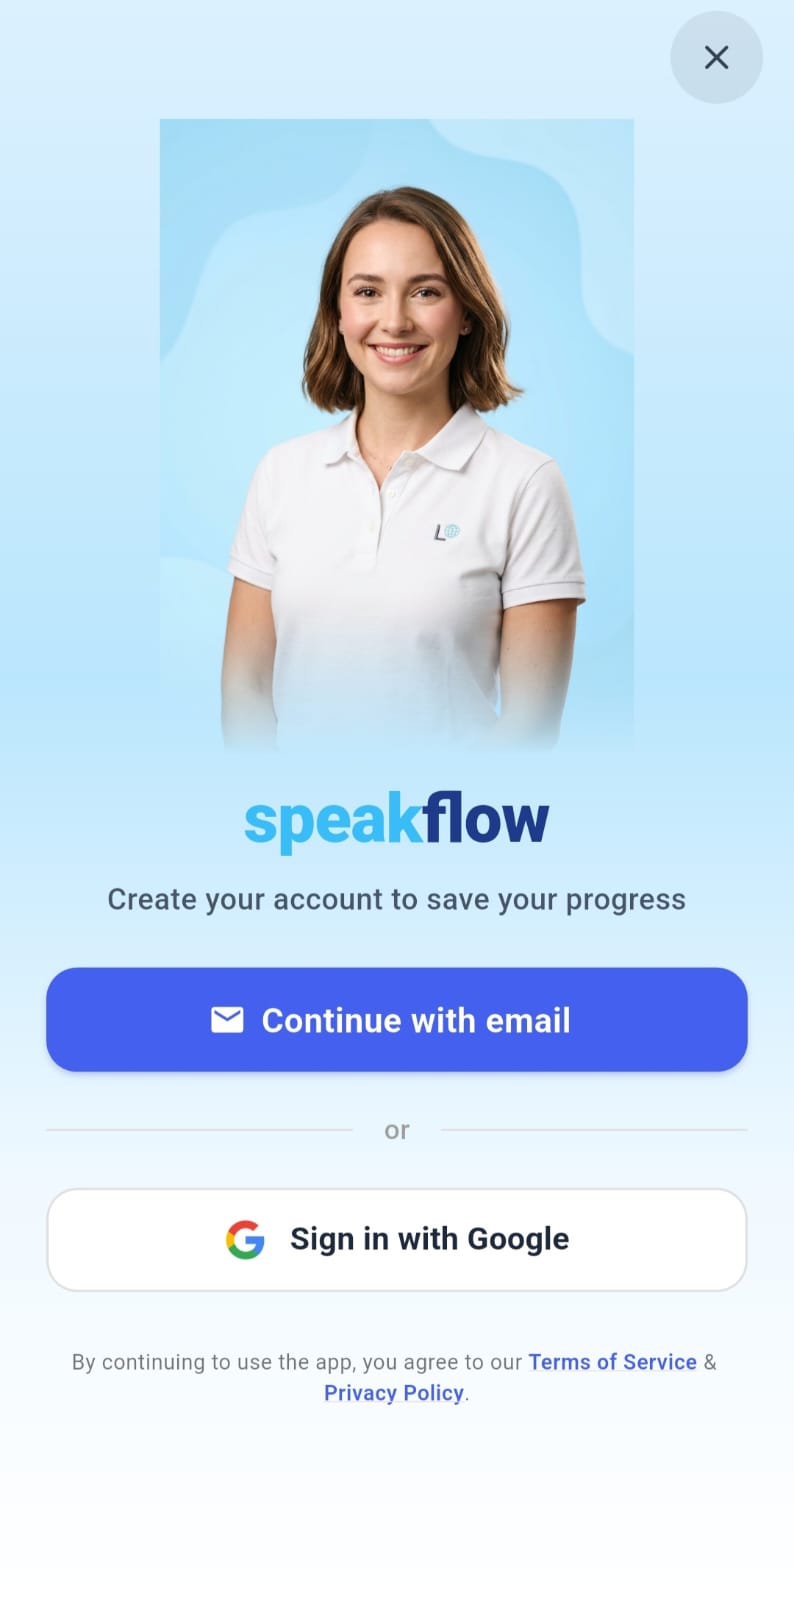 L
speakflow
Create your account to save your progress
Continue with email
or
Sign in with Google
By continuing to use the app, you agree to our Terms of Service &
Privacy Policy.